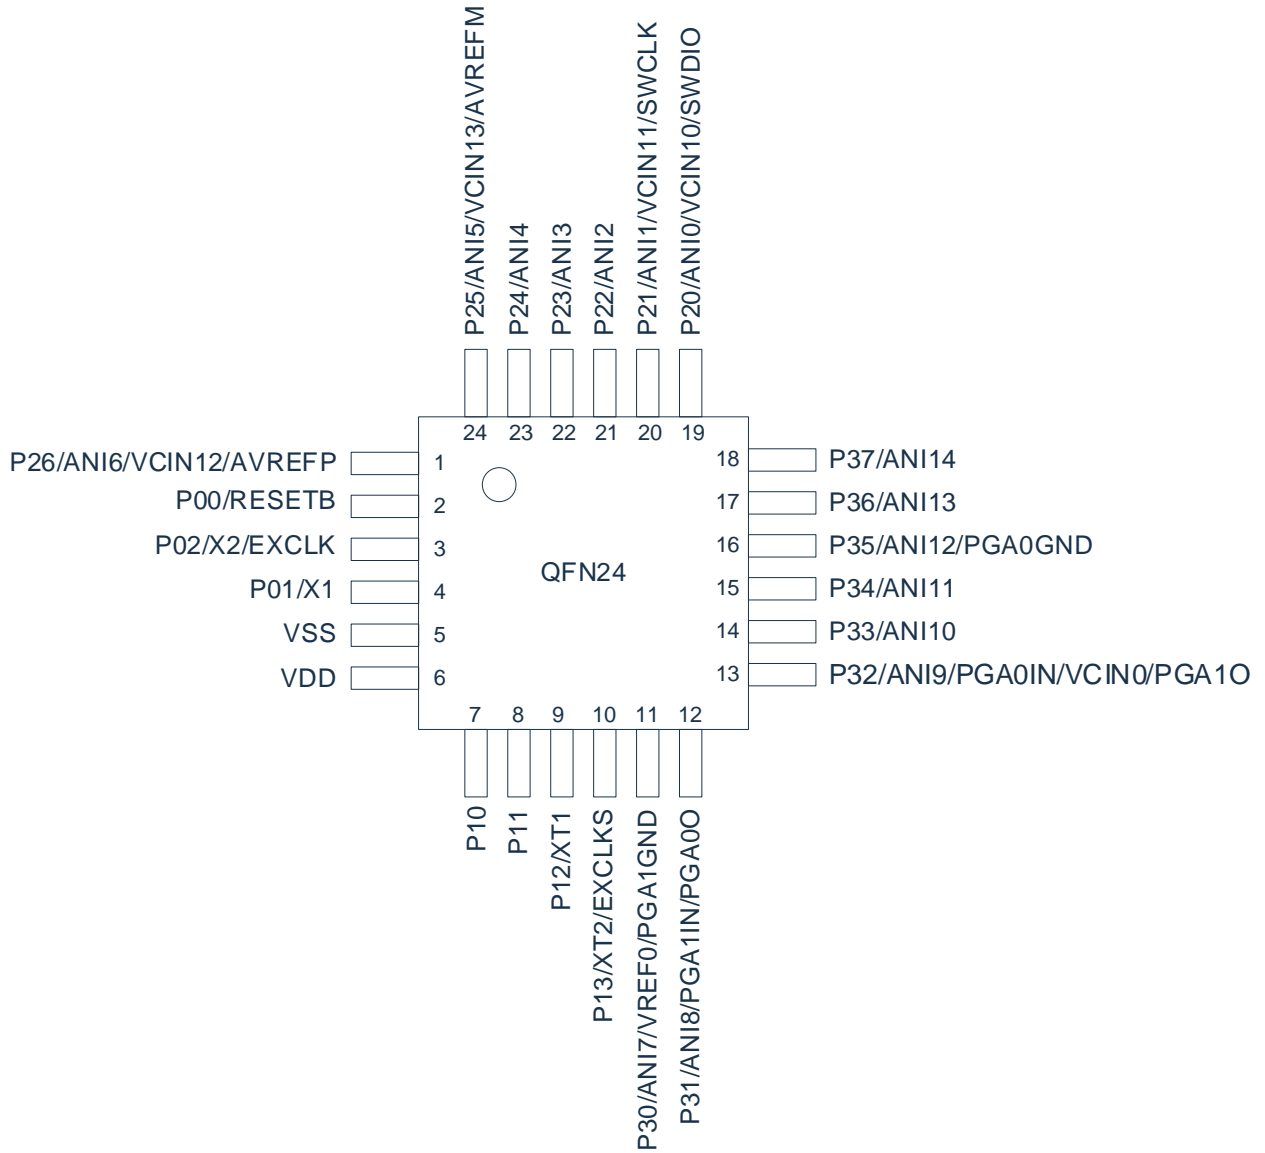 P25/ANI5/VCIN13/AVREFM
P24/ANI4
P23/ANI3
P22/ANI2
P21/ANI1/VCIN11/SWCLK
P20/ANI0/VCIN10/SWDIO
24 23 22 21 20 19
P26/ANI6/VCIN12/AVREFP 1
P00/RESETB 2
P02/X2/EXCLK 3
P01/X1 4
VSS 5
VDD 6
QFN24
18 P37/ANI14
17 P36/ANI13
16 P35/ANI12/PGA0GND
15 P34/ANI11
14 P33/ANI10
13 P32/ANI9/PGA0IN/VCIN0/PGA1O
7 8 9 10 11 12
P10
P11
P12/XT1
P13/XT2/EXCLKS
P30/ANI7/VREF0/PGA1GND
P31/ANI8/PGA1IN/PGA0O